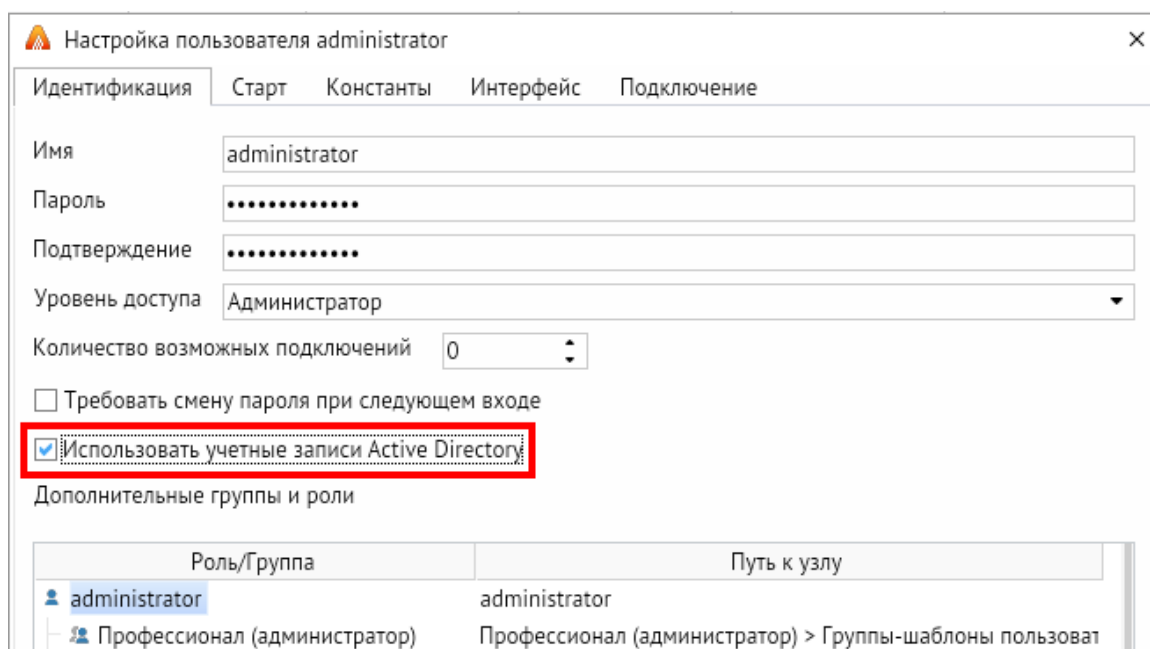 Настройка пользователя administrator
Идентификация Старт Константы Интерфейс Подключение
Имя administrator
Пароль •••••••••••••
Подтверждение •••••••••••••
Уровень доступа Администратор
Количество возможных подключений 0
Требовать смену пароля при следующем входе
Использовать учетные записи Active Directory
Дополнительные группы и роли
Роль/Группа Путь к узлу
administrator administrator
Профессионал (администратор) Профессионал (администратор) > Группы-шаблоны пользоват